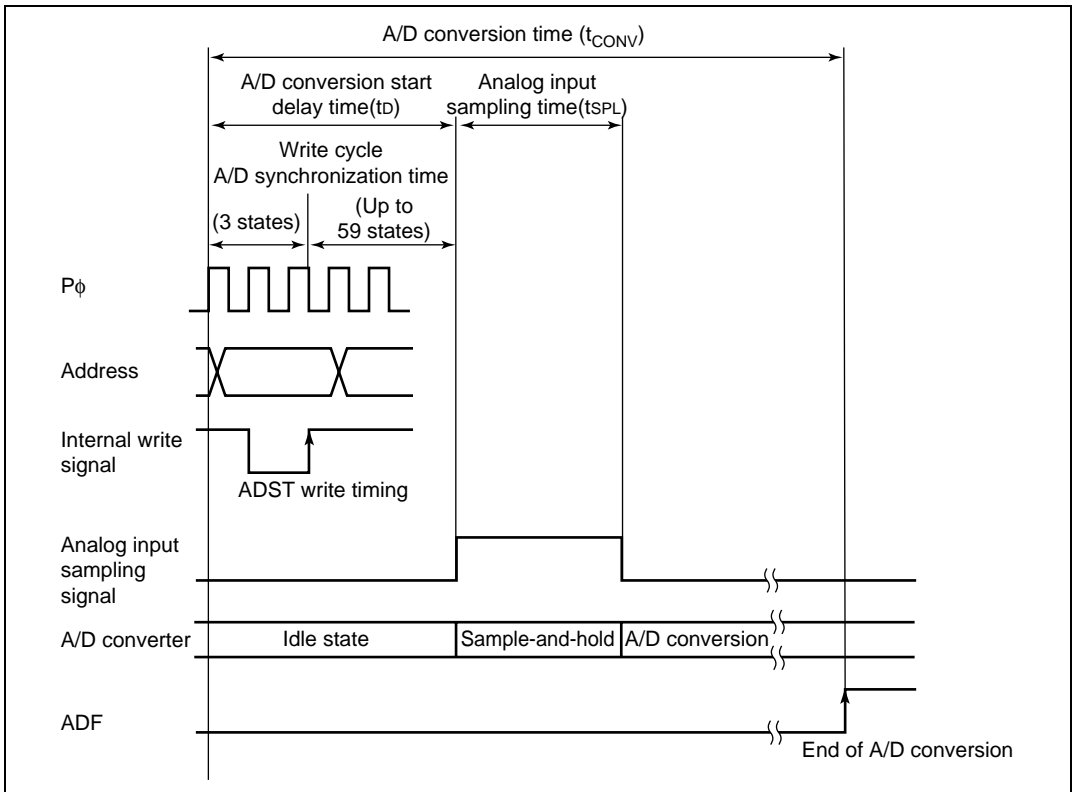 A/D conversion time (tCONV)
A/D conversion start
delay time(tD)
Analog input
sampling time(tSPL)
Write cycle
A/D synchronization time
(3 states)
(Up to
59 states)
Pϕ
Address
Internal write
signal
ADST write timing
Analog input
sampling
signal
A/D converter
Idle state
Sample-and-hold
A/D conversion
ADF
End of A/D conversion